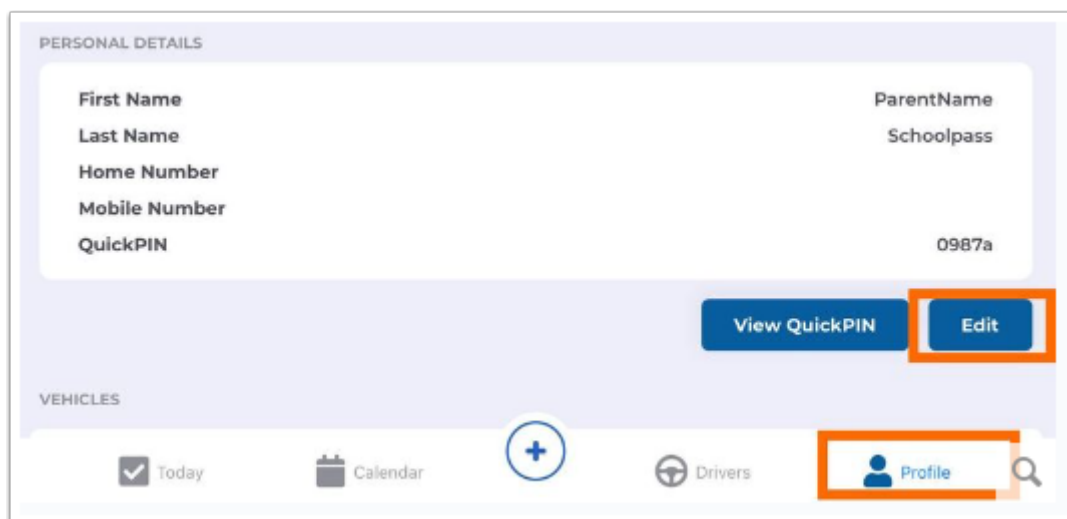 PERSONAL DETAILS
First Name ParentName
Last Name Schoolpass
Home Number
Mobile Number
QuickPIN 0987a
View QuickPIN Edit
VEHICLES
Today Calendar Drivers Profile